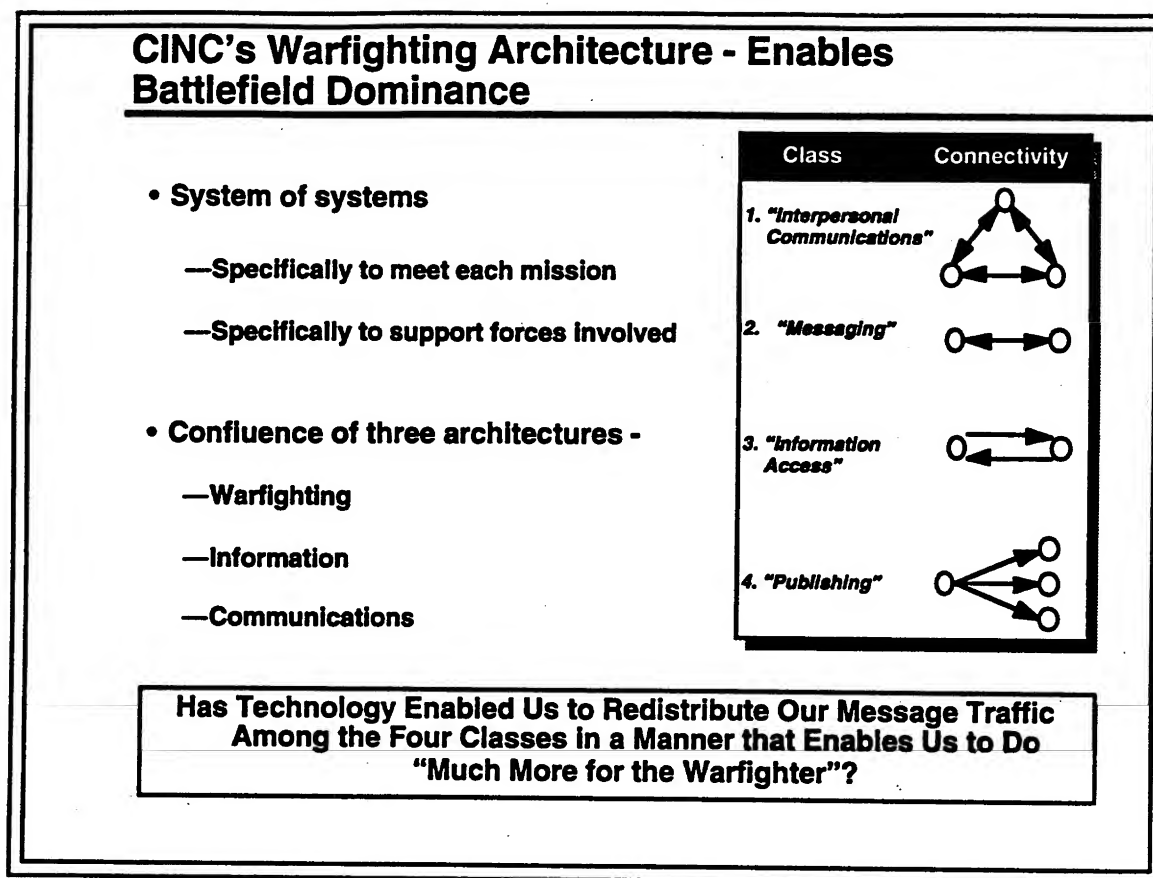 CINC's Warfighting Architecture - Enables
Battlefield Dominance
• System of systems
—Specifically to meet each mission
—Specifically to support forces involved
• Confluence of three architectures -
—Warfighting
—Information
—Communications
Class Connectivity
1. "Interpersonal
Communications"
2. "Messaging"
3. "Information
Access"
4. "Publishing"
Has Technology Enabled Us to Redistribute Our Message Traffic
Among the Four Classes in a Manner that Enables Us to Do
"Much More for the Warfighter"?